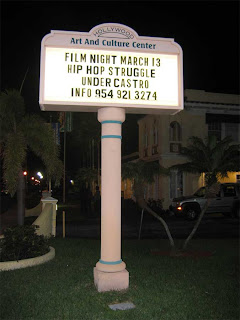 HOLLYWOOD
Art And Culture Center
FILM NIGHT MARCH 13
HIP HOP STRUGGLE
UNDER CASTRO
INFO 954 921 3274